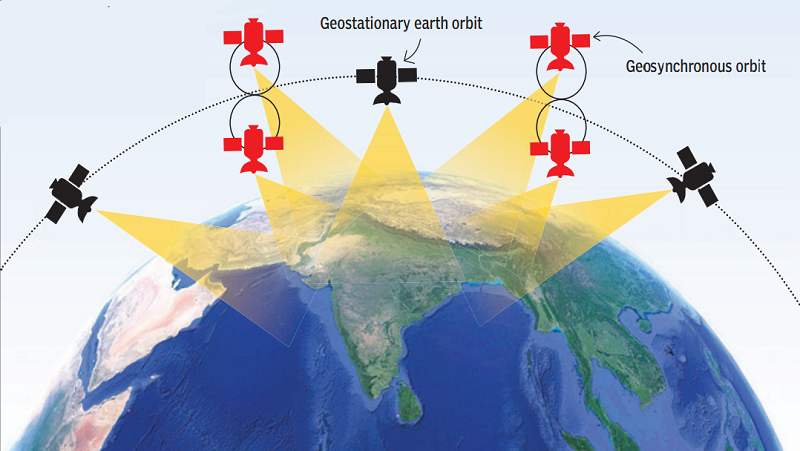 Geostationary earth orbit
Geosynchronous orbit